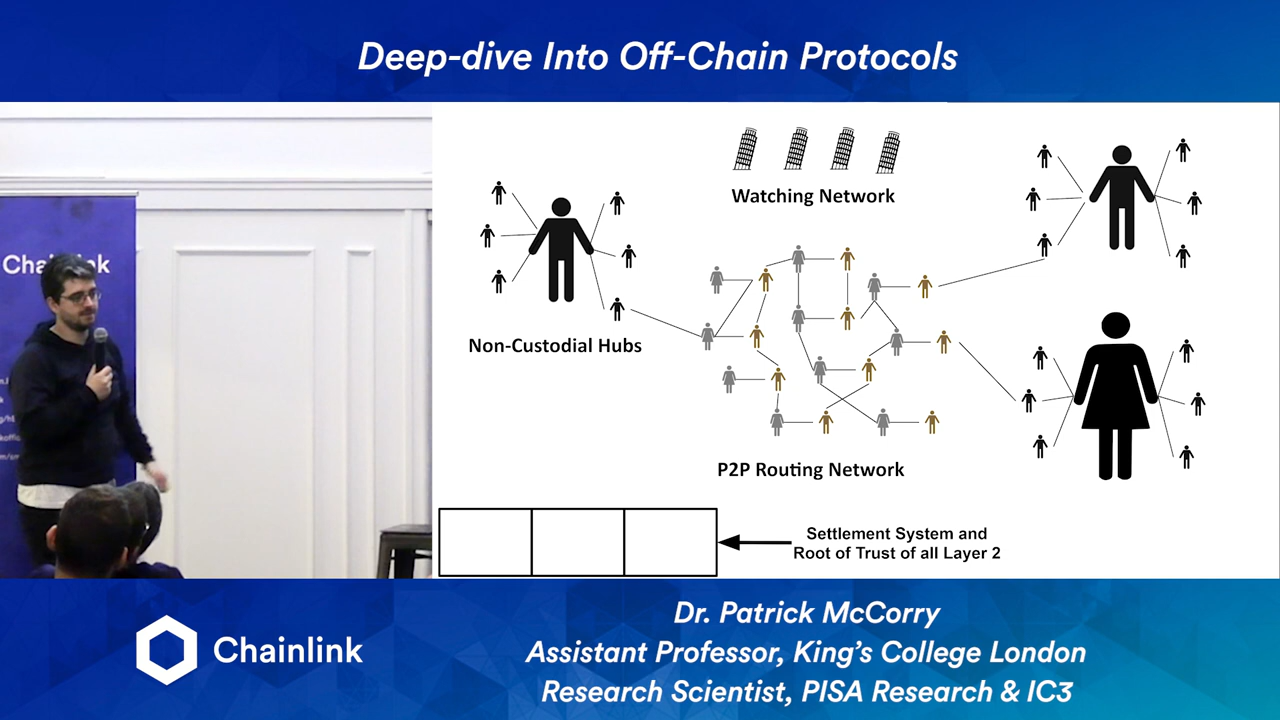 Deep-dive Into Off-Chain Protocols
Watching Network
Non-Custodial Hubs
P2P Routing Network
Settlement System and
Root of Trust of all Layer 2
Chainlink
Dr. Patrick McCorry
Assistant Professor, King's College London
Research Scientist, PISA Research & IC3